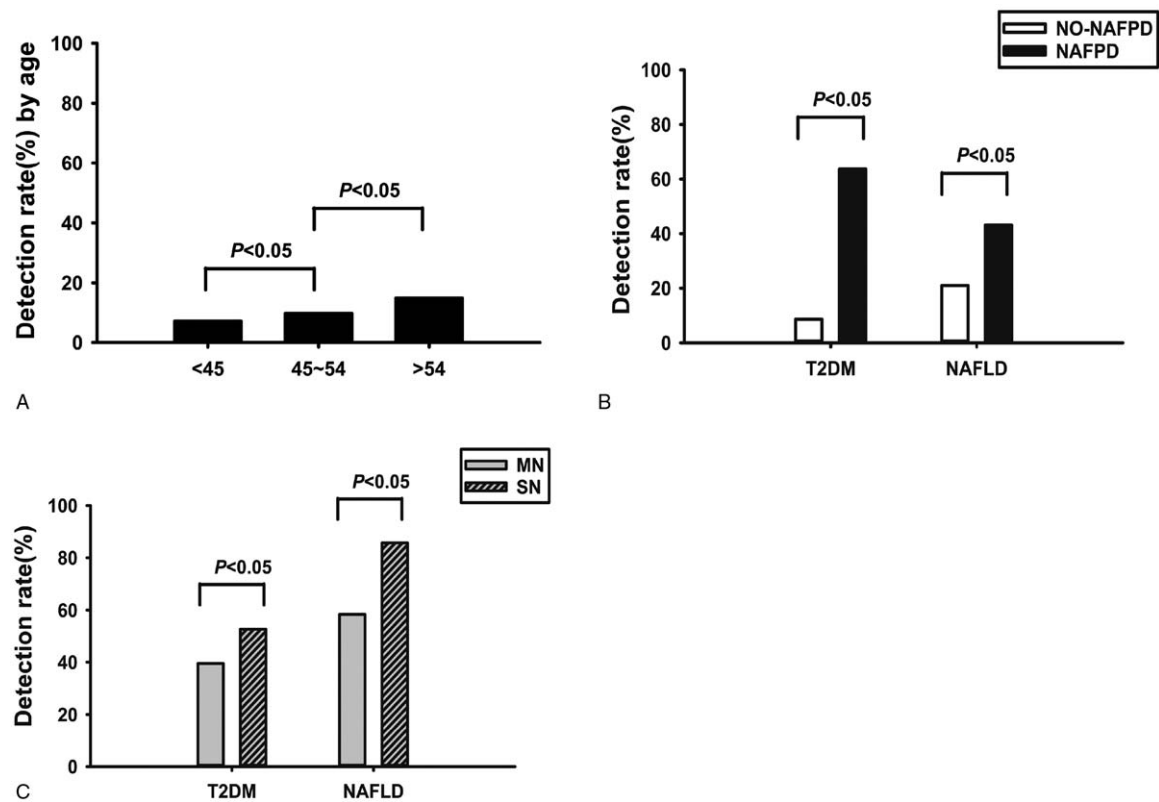 Detection rate(%) by age
100
80
60
40
20
0
P<0.05
P<0.05
<45 45~54 >54
A
NO-NAFPD
NAFPD
Detection rate(%)
100
80
60
40
20
0
P<0.05
P<0.05
T2DM NAFLD
B
MN
SN
Detection rate(%)
100
80
60
40
20
0
P<0.05
P<0.05
T2DM NAFLD
C